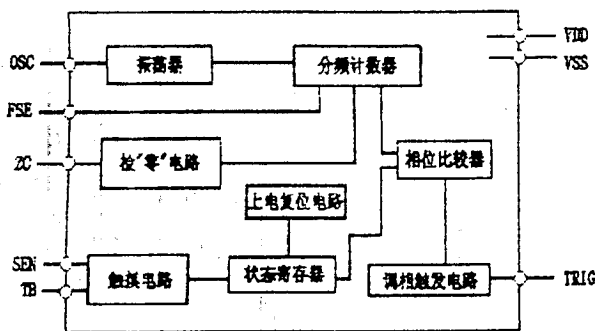 OSC
振荡器
分频计数器
VDD
VSS
FSE
ZC
检"零"电路
相位比较器
上电复位电路
SEN
TB
触摸电路
状态寄存器
调相触发电路
TRIG